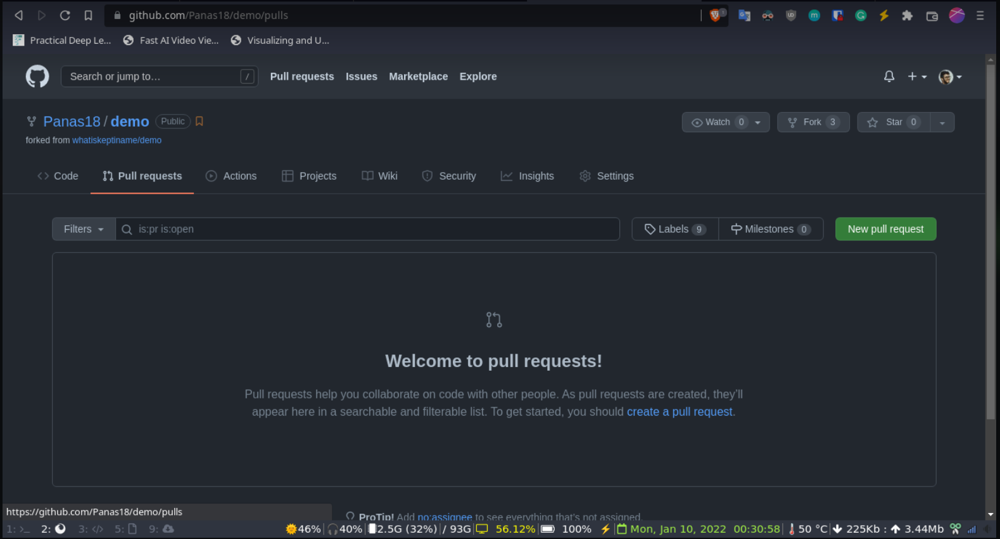 github.com/Panas18/demo/pulls
Practical Deep Le...
Fast AI Video Vie...
Visualizing and U...
Search or jump to…
/
Pull requests
Issues
Marketplace
Explore
Panas18 / demo
Public
Watch 0
Fork 3
Star 0
forked from whatiskeptiname/demo
Code
Pull requests
Actions
Projects
Wiki
Security
Insights
Settings
Filters
is:pr is:open
Labels 9
Milestones 0
New pull request
Welcome to pull requests!
Pull requests help you collaborate on code with other people. As pull requests are created, they'll
appear here in a searchable and filterable list. To get started, you should create a pull request.
https://github.com/Panas18/demo/pulls
ProTip! Add no:assignee to see everything that's not assigned.
1: >_ 2: 3: </> 5: 9: 46%| 40%| 2.5G (32%)|/ 93G| 56.12%| 100% | Mon, Jan 10, 2022 00:30:58| 50 °C| 225Kb : 3.44Mb